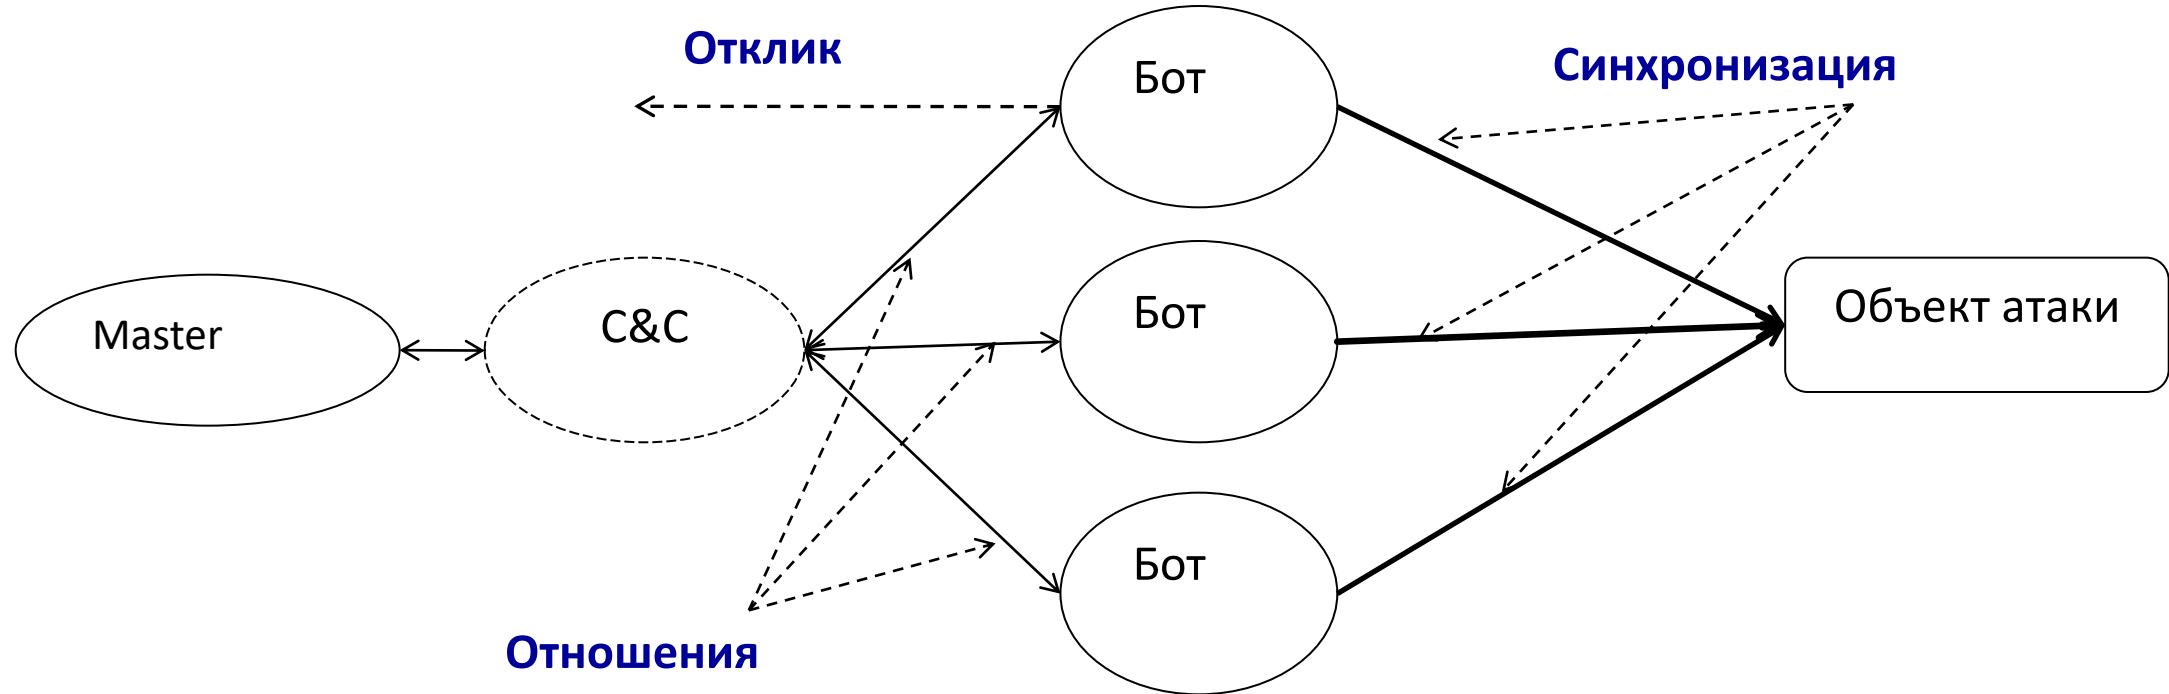 Отклик
Бот
Синхронизация
Master
C&C
Бот
Объект атаки
Бот
Отношения